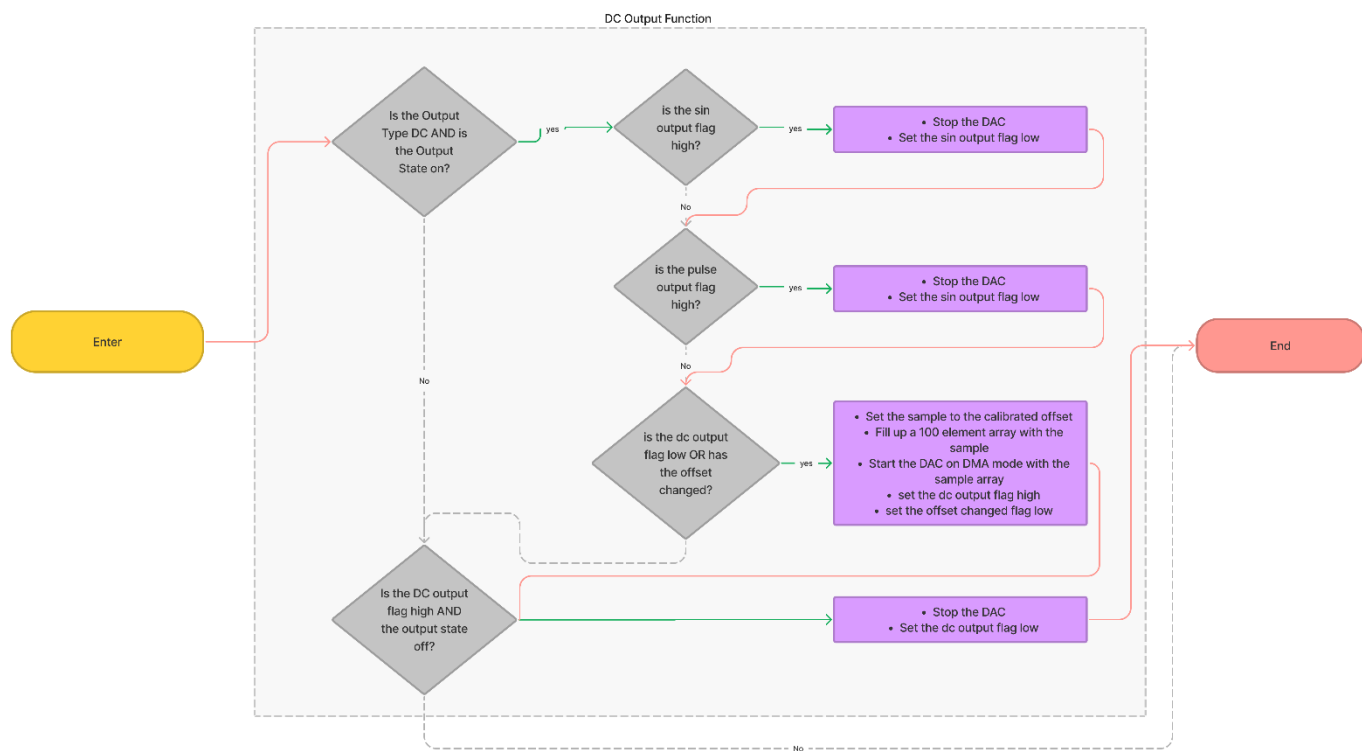 DC Output Function
Enter
Is the Output
Type DC AND is
the Output
State on?
yes
is the sin
output flag
high?
yes
• Stop the DAC
• Set the sin output flag low
No
is the pulse
output flag
high?
yes
• Stop the DAC
• Set the sin output flag low
No
No
is the dc output
flag low OR has
the offset
changed?
yes
• Set the sample to the calibrated offset
• Fill up a 100 element array with the
sample
• Start the DAC on DMA mode with the
sample array
• set the dc output flag high
• set the offset changed flag low
Is the DC output
flag high AND
the output state
off?
• Stop the DAC
• Set the dc output flag low
No
End